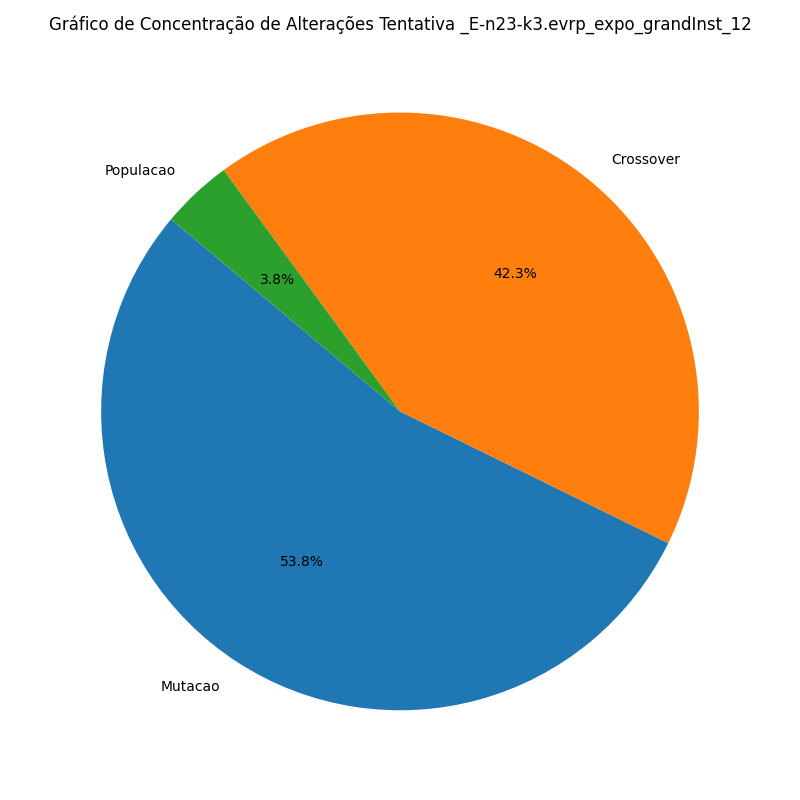 Gráfico de Concentração de Alterações Tentativa _E-n23-k3.evrp_expo_grandInst_12
Crossover
Populacao
42.3%
3.8%
53.8%
Mutacao